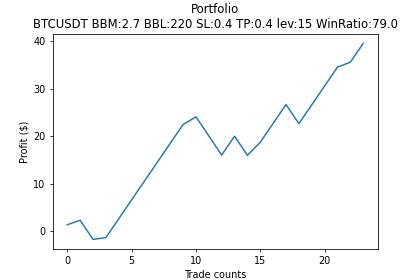 Portfolio
BTCUSDT BBM:2.7 BBL:220 SL:0.4 TP:0.4 lev:15 WinRatio:79.0
40
30
20
10
0
Profit ($)
0 5 10 15 20
Trade counts